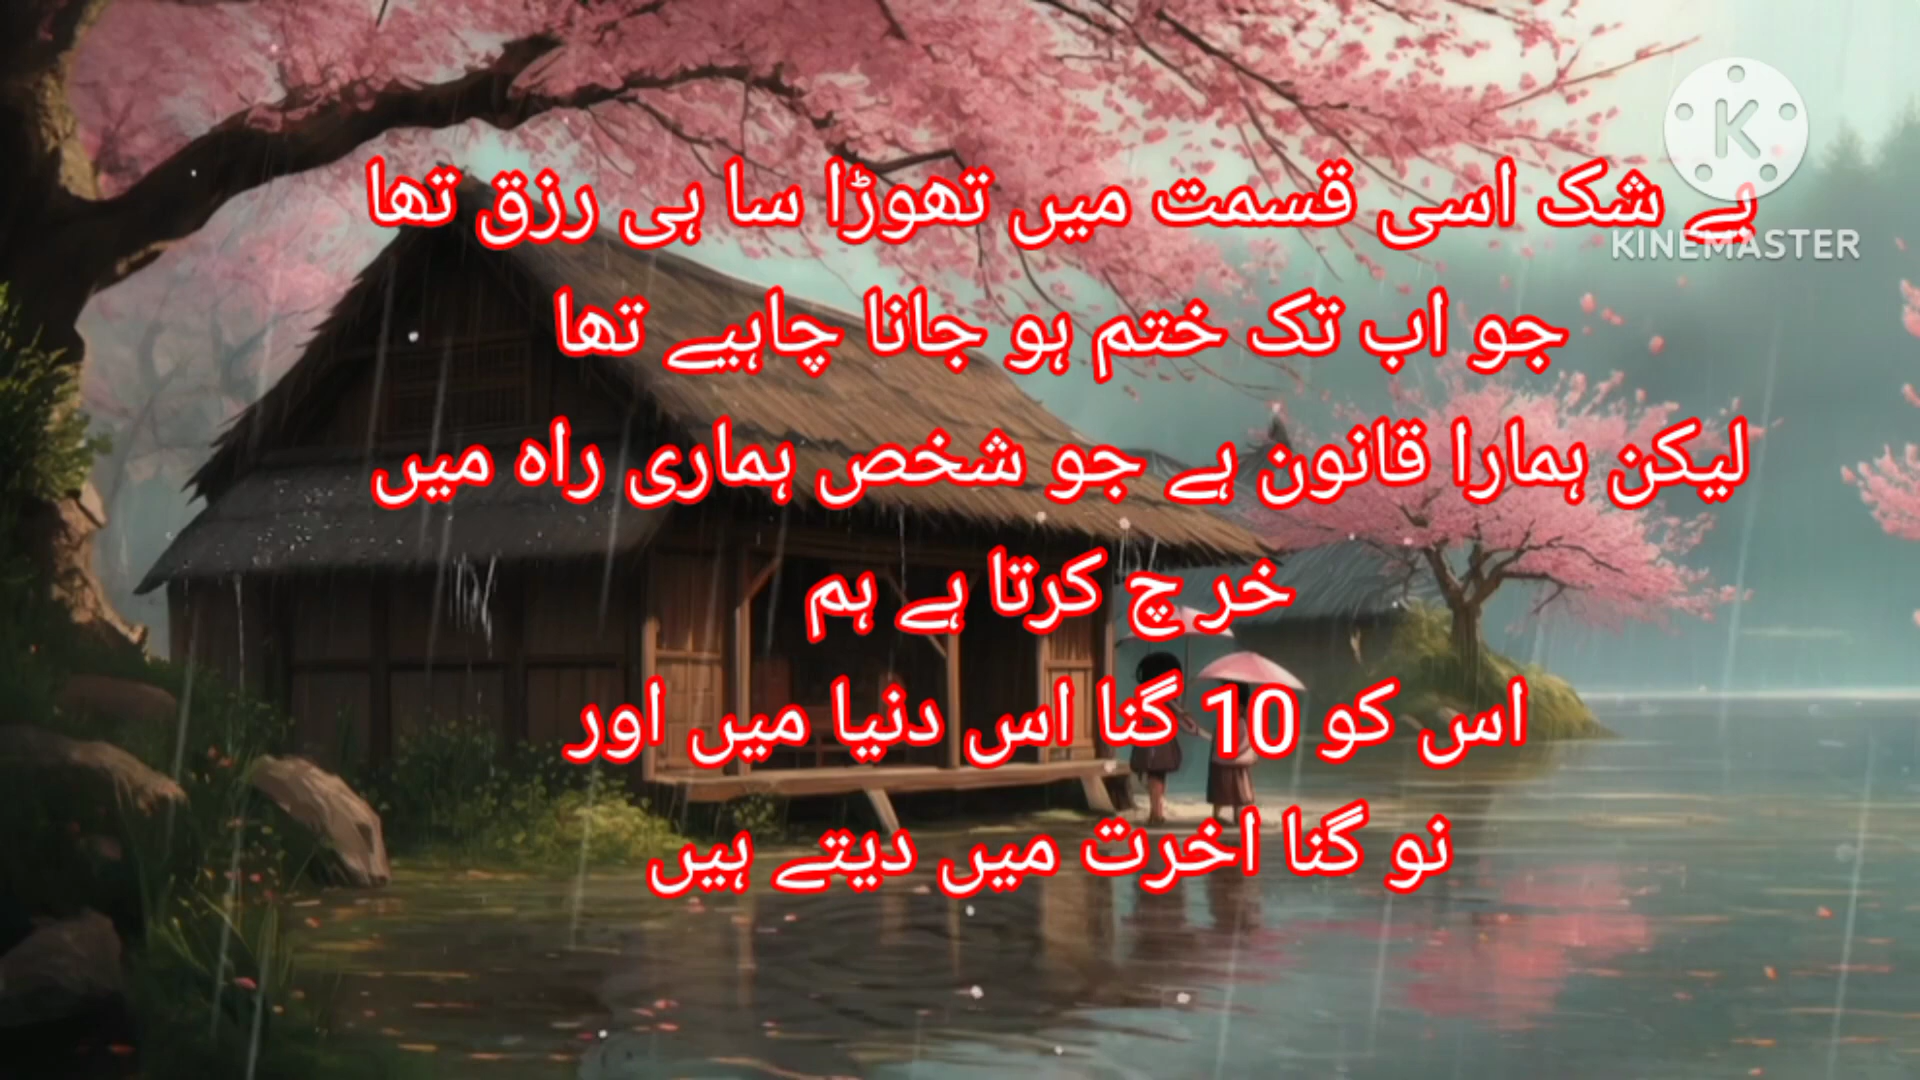 بے شک اسی قسمت میں تھوڑا سا ہی رزق تھا
جو اب تک ختم ہو جانا چاہیے تھا
لیکن ہمارا قانون ہے جو شخص ہماری راہ میں
خر چ کرتا ہے ہم
اس کو 10 گنا اس دنیا میں اور
نو گنا اخرت میں دیتے ہیں
K
KINEMASTER